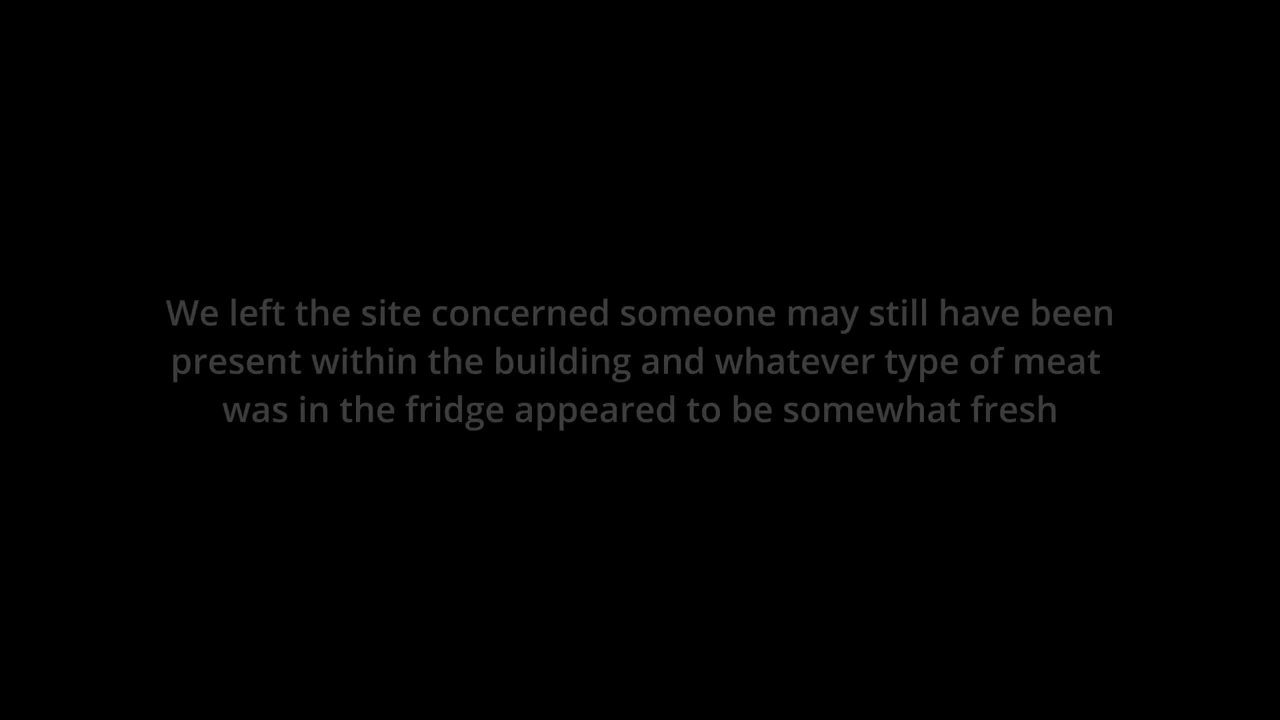 We left the site concerned someone may still have been
present within the building and whatever type of meat
was in the fridge appeared to be somewhat fresh